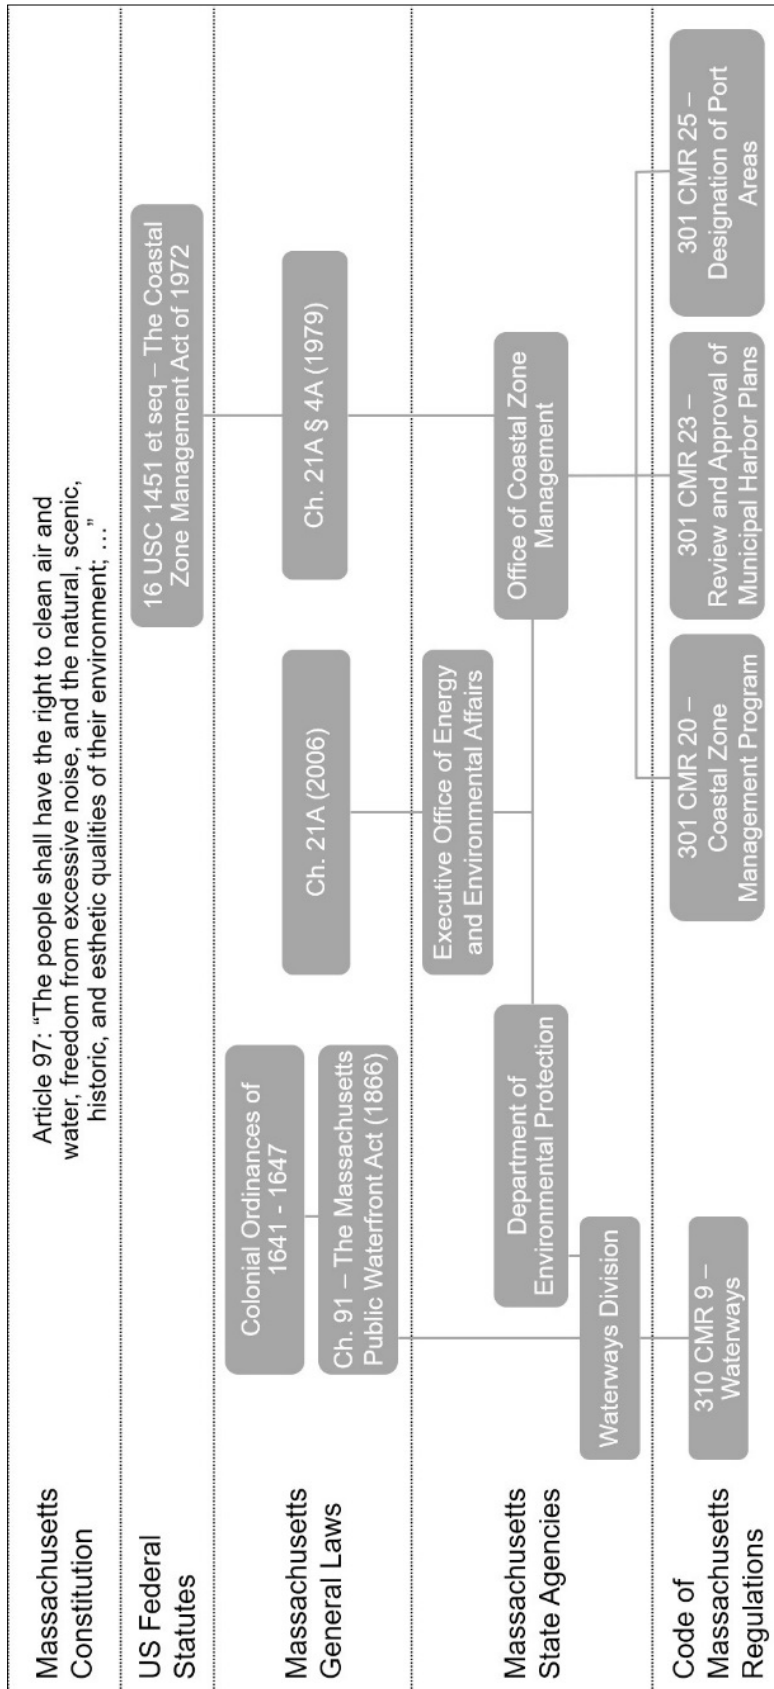 Massachusetts
Constitution
Article 97: “The people shall have the right to clean air and
water, freedom from excessive noise, and the natural, scenic,
historic, and esthetic qualities of their environment; …”
US Federal
Statutes
16 USC 1451 et seq – The Coastal
Zone Management Act of 1972
Massachusetts
General Laws
Colonial Ordinances of
1641 - 1647
Ch. 91 – The Massachusetts
Public Waterfront Act (1866)
Ch. 21A (2006)
Ch. 21A § 4A (1979)
Massachusetts
State Agencies
Executive Office of Energy
and Environmental Affairs
Department of
Environmental Protection
Office of Coastal Zone
Management
Waterways Division
Code of
Massachusetts
Regulations
310 CMR 9 –
Waterways
301 CMR 20 –
Coastal Zone
Management Program
301 CMR 23 –
Review and Approval of
Municipal Harbor Plans
301 CMR 25 –
Designation of Port
Areas